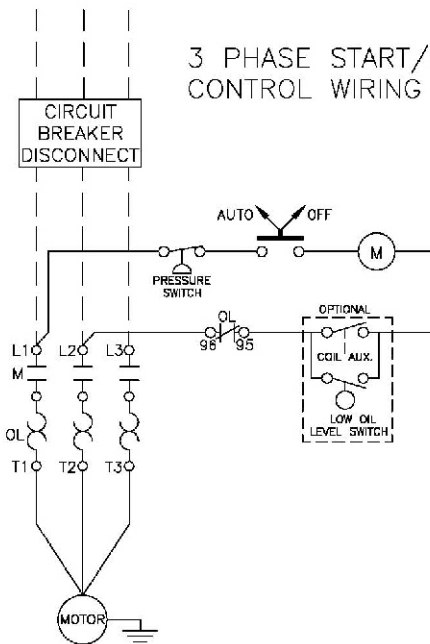 3 PHASE START/
CONTROL WIRING
CIRCUIT
BREAKER
DISCONNECT
AUTO
OFF
M
PRESSURE
SWITCH
OPTIONAL
OL
96
95
COIL AUX.
LOW OIL
LEVEL SWITCH
L1
L2
L3
M
OL
T1
T2
T3
MOTOR